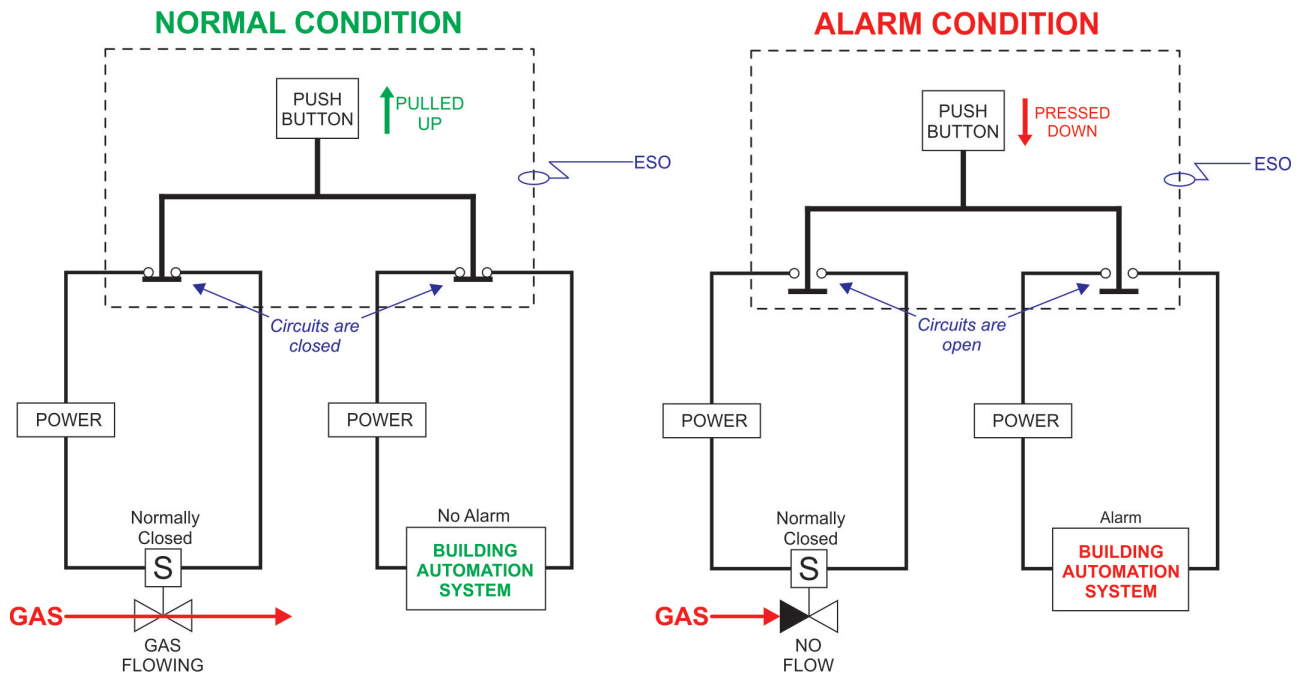 NORMAL CONDITION
PUSH
BUTTON
PULLED
UP
ESO
Circuits are
closed
POWER
POWER
Normally
Closed
S
No Alarm
BUILDING
AUTOMATION
SYSTEM
GAS
GAS
FLOWING
ALARM CONDITION
PUSH
BUTTON
PRESSED
DOWN
ESO
Circuits are
open
POWER
POWER
Normally
Closed
S
Alarm
BUILDING
AUTOMATION
SYSTEM
GAS
NO
FLOW